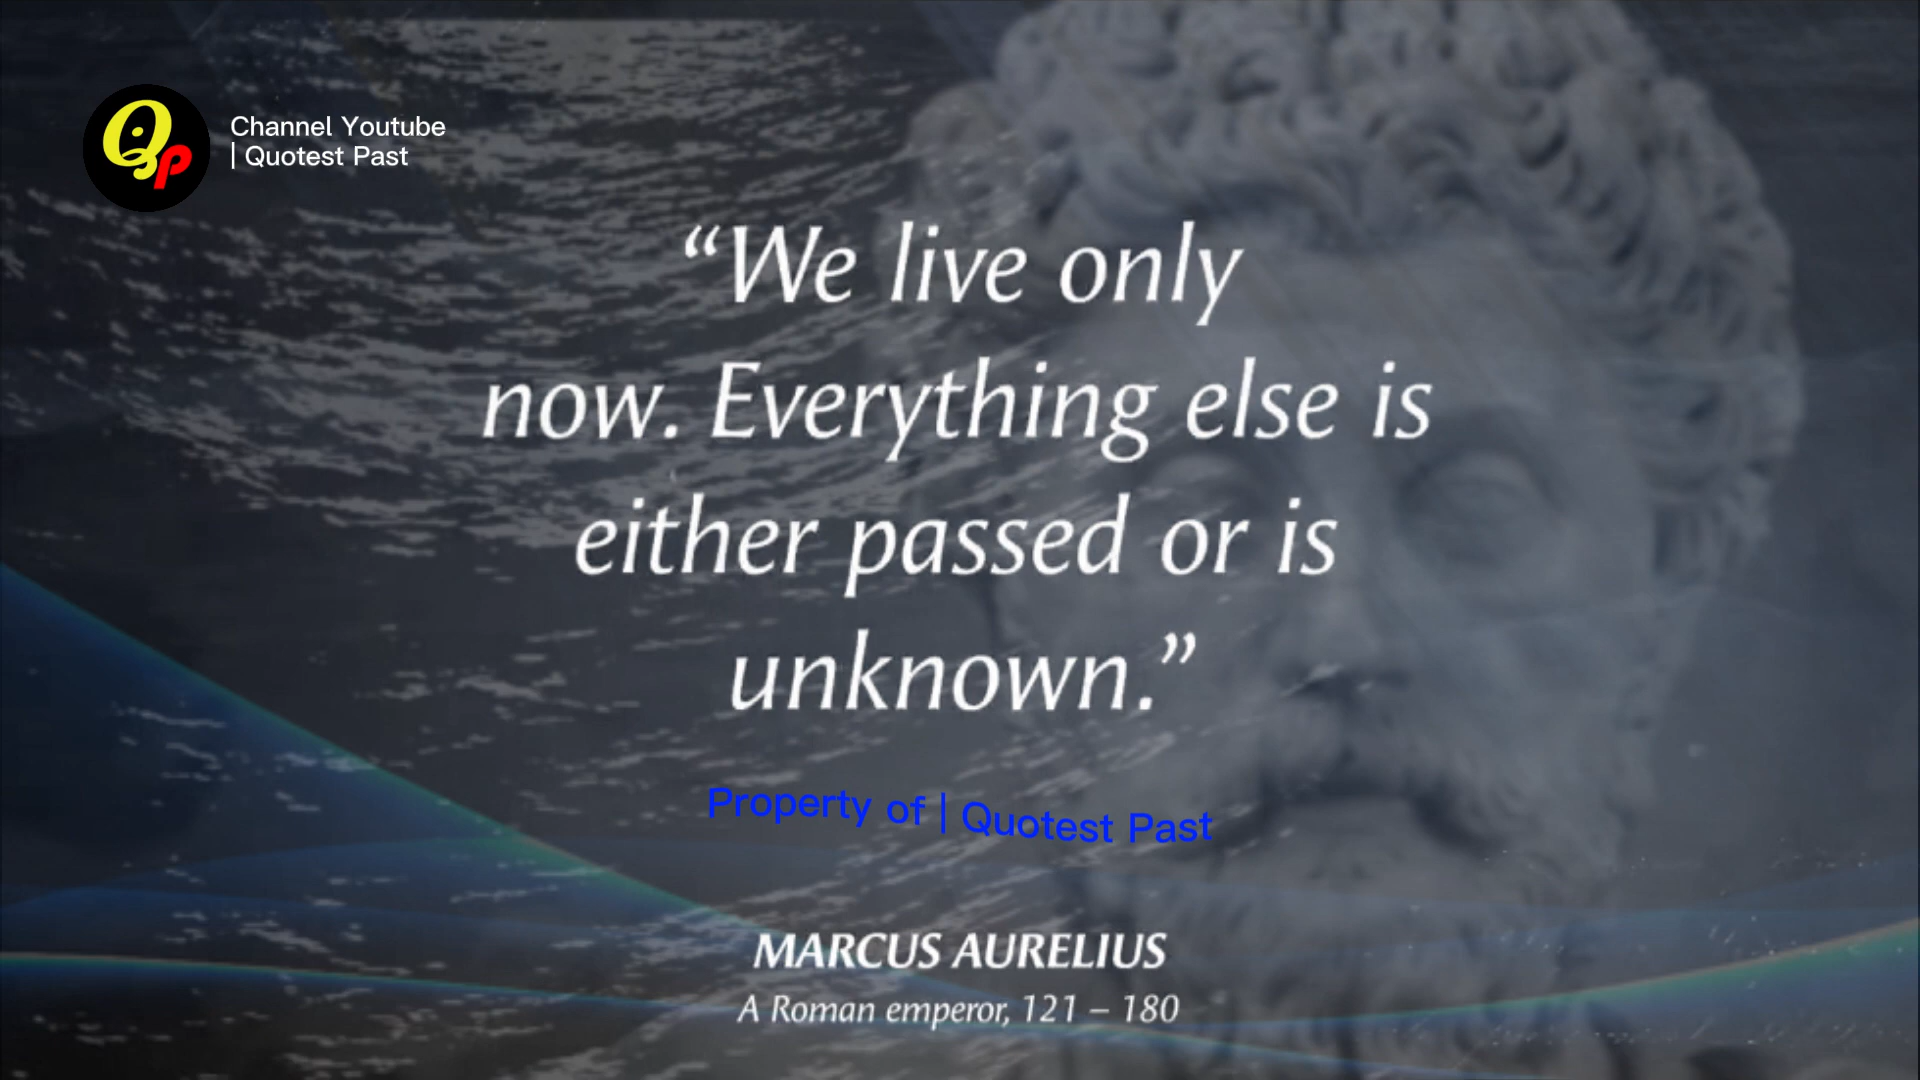 Channel Youtube
| Quotest Past
“We live only
now. Everything else is
either passed or is
unknown.”
Property of | Quotest Past
MARCUS AURELIUS
A Roman emperor, 121 – 180